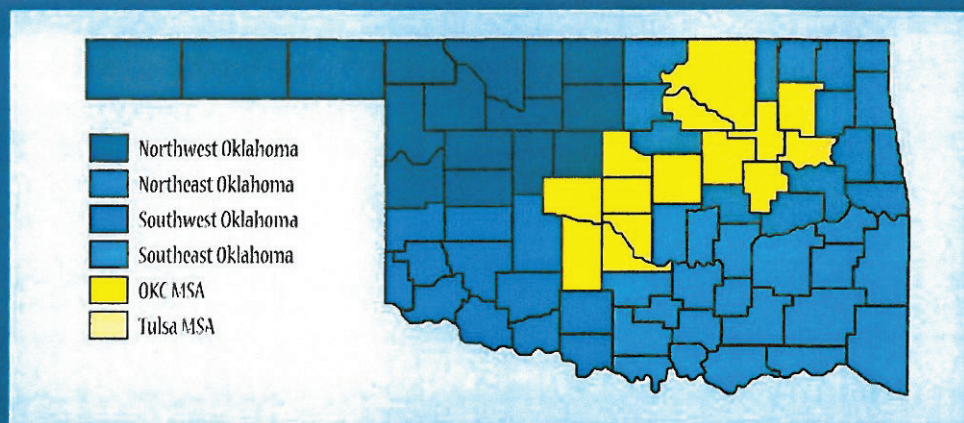 Northwest Oklahoma
Northeast Oklahoma
Southwest Oklahoma
Southeast Oklahoma
OKC MSA
Tulsa MSA